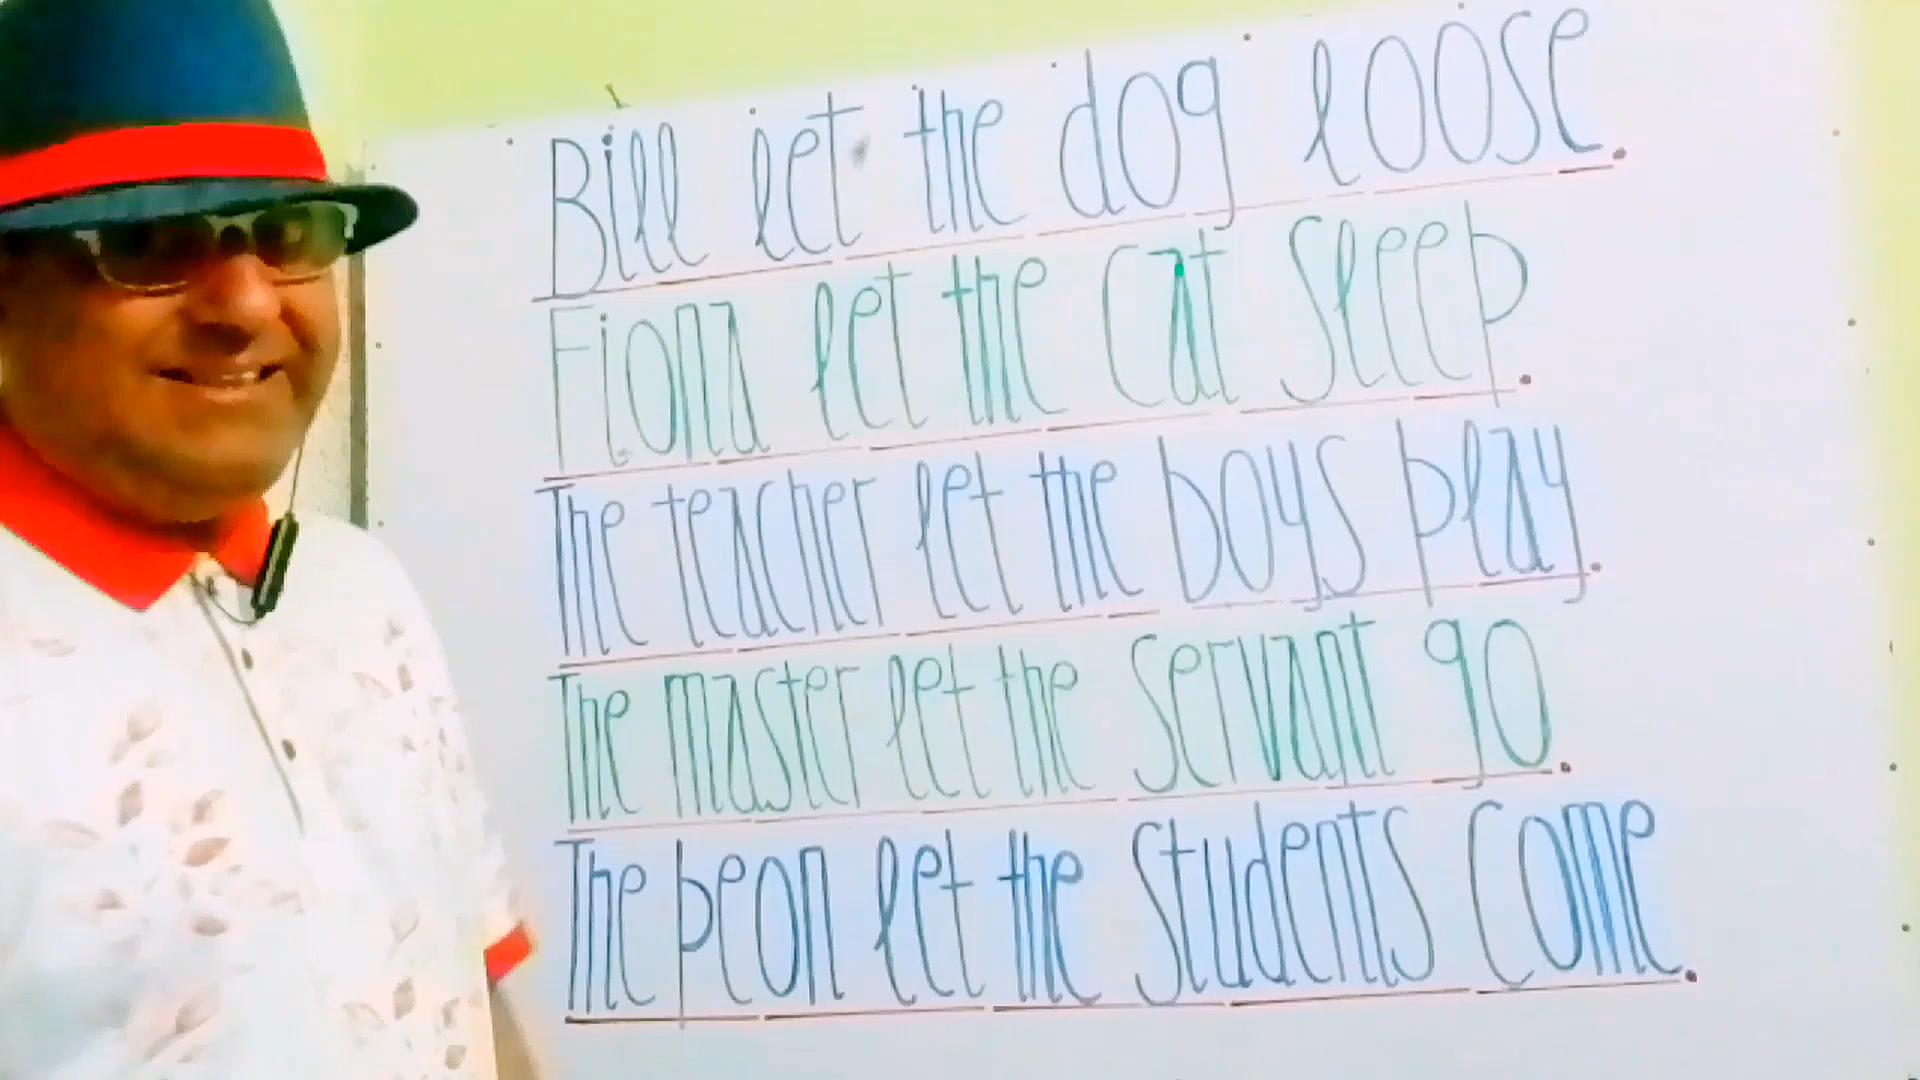 Bill let the dog loose.
Fiona let the cat sleep.
The teacher let the boys play.
The master let the servant go.
The peon let the students come.